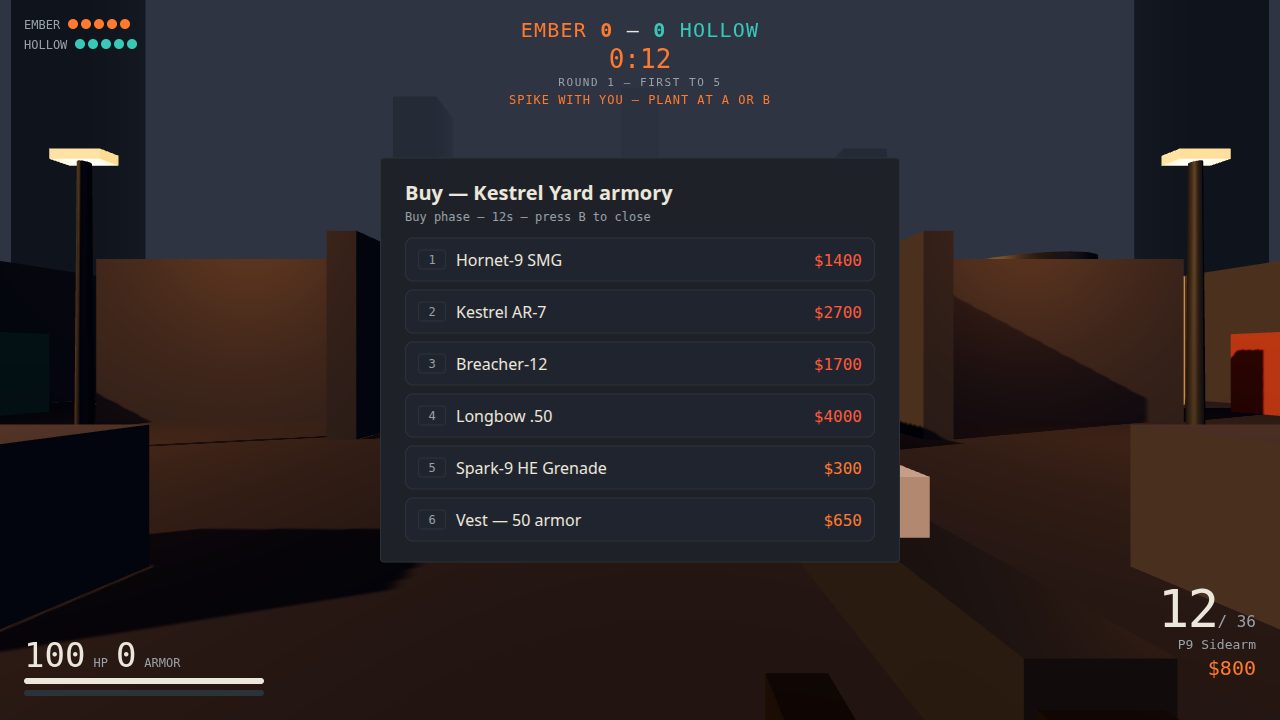 EMBER
HOLLOW
EMBER 0 — 0 HOLLOW
0:12
ROUND 1 — FIRST TO 5
SPIKE WITH YOU — PLANT AT A OR B
Buy — Kestrel Yard armory
Buy phase — 12s — press B to close
1 Hornet-9 SMG $1400
2 Kestrel AR-7 $2700
3 Breacher-12 $1700
4 Longbow .50 $4000
5 Spark-9 HE Grenade $300
6 Vest — 50 armor $650
100 HP 0 ARMOR
12 / 36
P9 Sidearm
$800